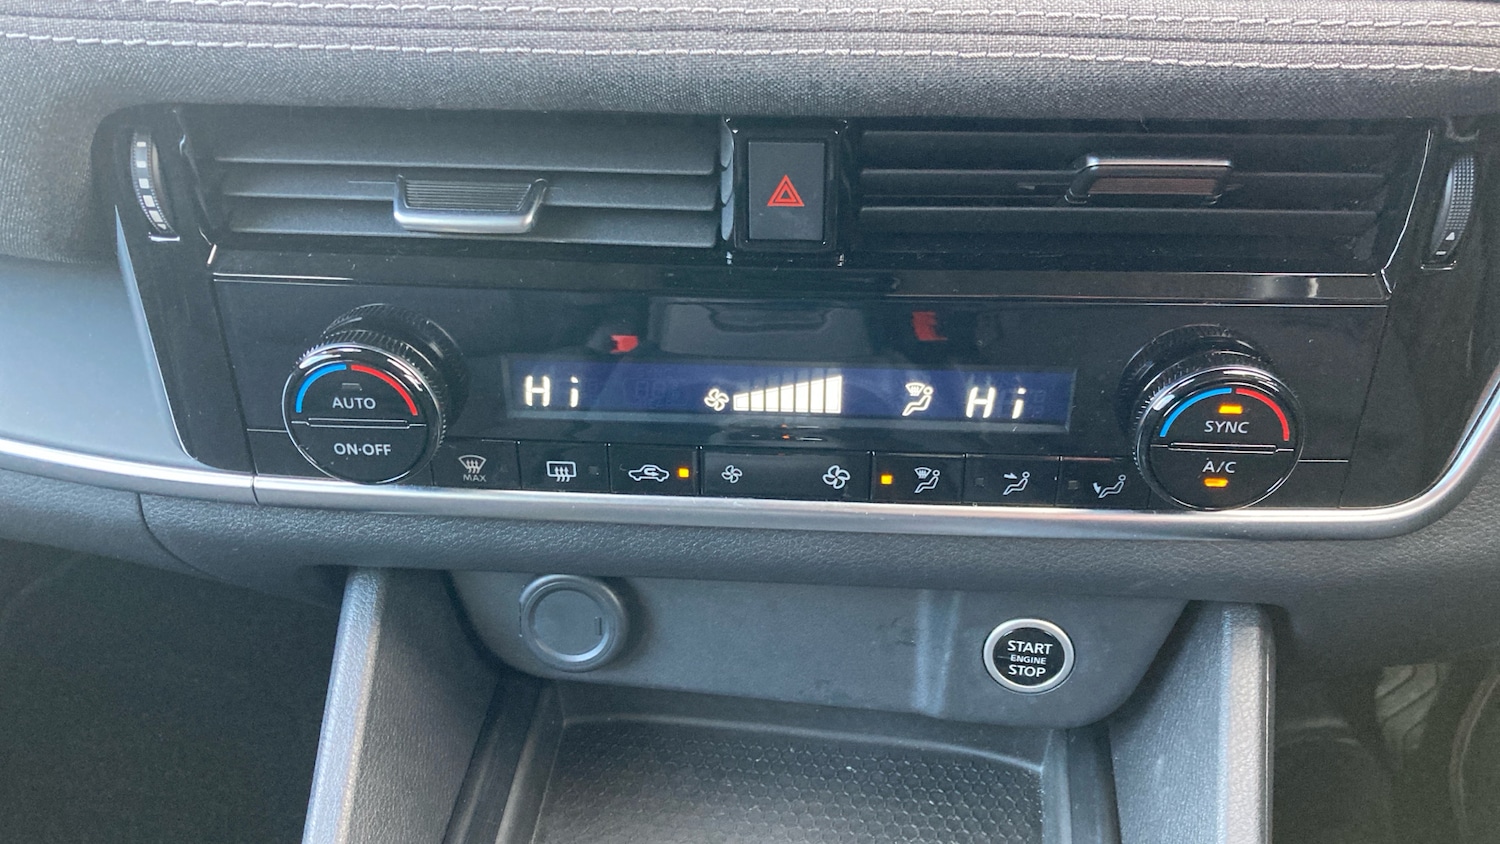 Hi
Hi
AUTO
ON·OFF
SYNC
A/C
MAX
START
ENGINE
STOP